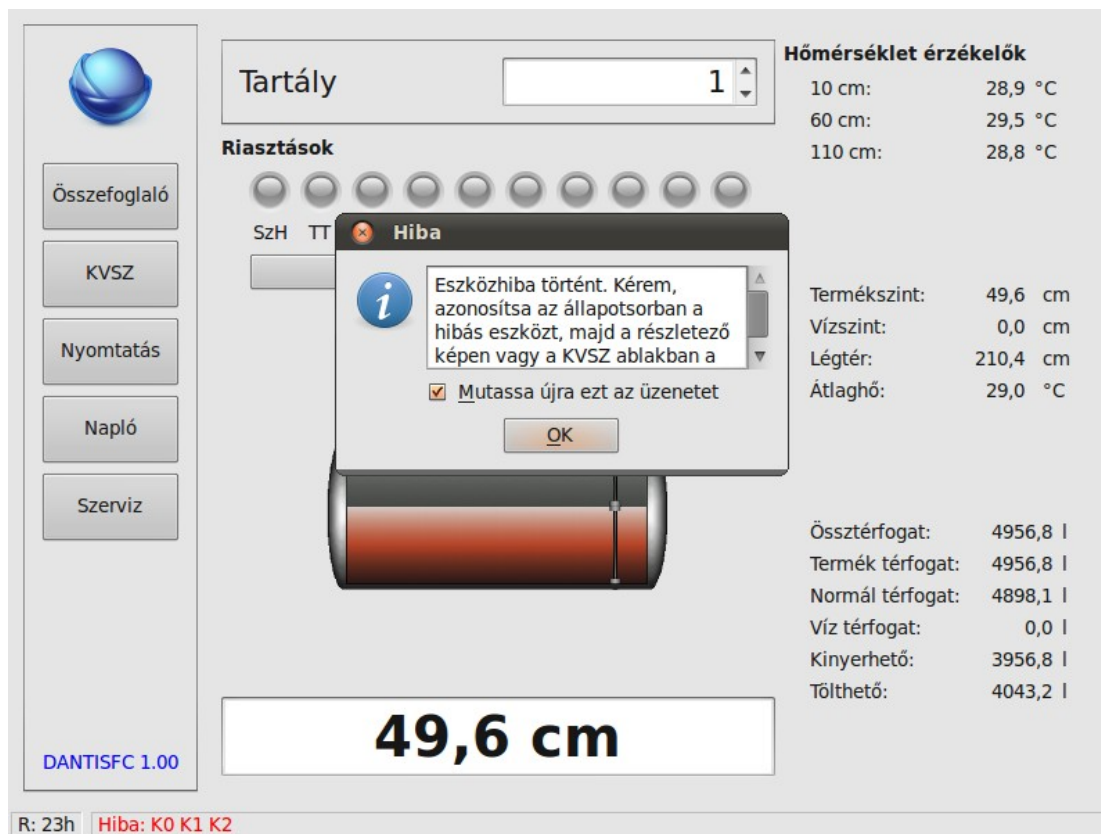 Tartály
1
Riasztások
SzH TT
Összefoglaló
KVSZ
Nyomtatás
Napló
Szerviz
DANTISFC 1.00
Hiba
Eszközhiba történt. Kérem,
azonosítsa az állapotsorban a
hibás eszközt, majd a részletező
képen vagy a KVSZ ablakban a
Mutassa újra ezt az üzenetet
OK
49,6 cm
Hőmérséklet érzékelők
10 cm: 28,9 °C
60 cm: 29,5 °C
110 cm: 28,8 °C
Termékszint: 49,6 cm
Vízszint: 0,0 cm
Légtér: 210,4 cm
Átlaghő: 29,0 °C
Össztérfogat: 4956,8 l
Termék térfogat: 4956,8 l
Normál térfogat: 4898,1 l
Víz térfogat: 0,0 l
Kinyerhető: 3956,8 l
Tölthető: 4043,2 l
R: 23h Hiba: K0 K1 K2